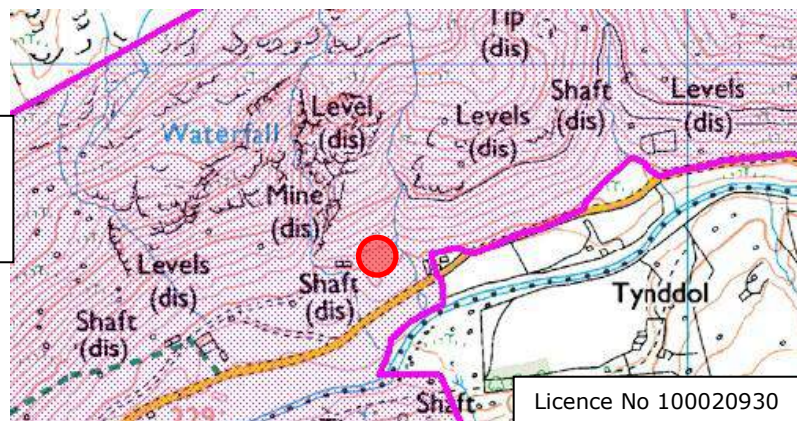 Tip
(dis)
Shaft
(dis)
Levels
Level
(dis)
Levels
(dis)
(dis)
Waterfall
Mine
(dis)
Levels
(dis)
Shaft
(dis)
Shaft
(dis)
Tynddol
229
Shaft
Licence No 100020930